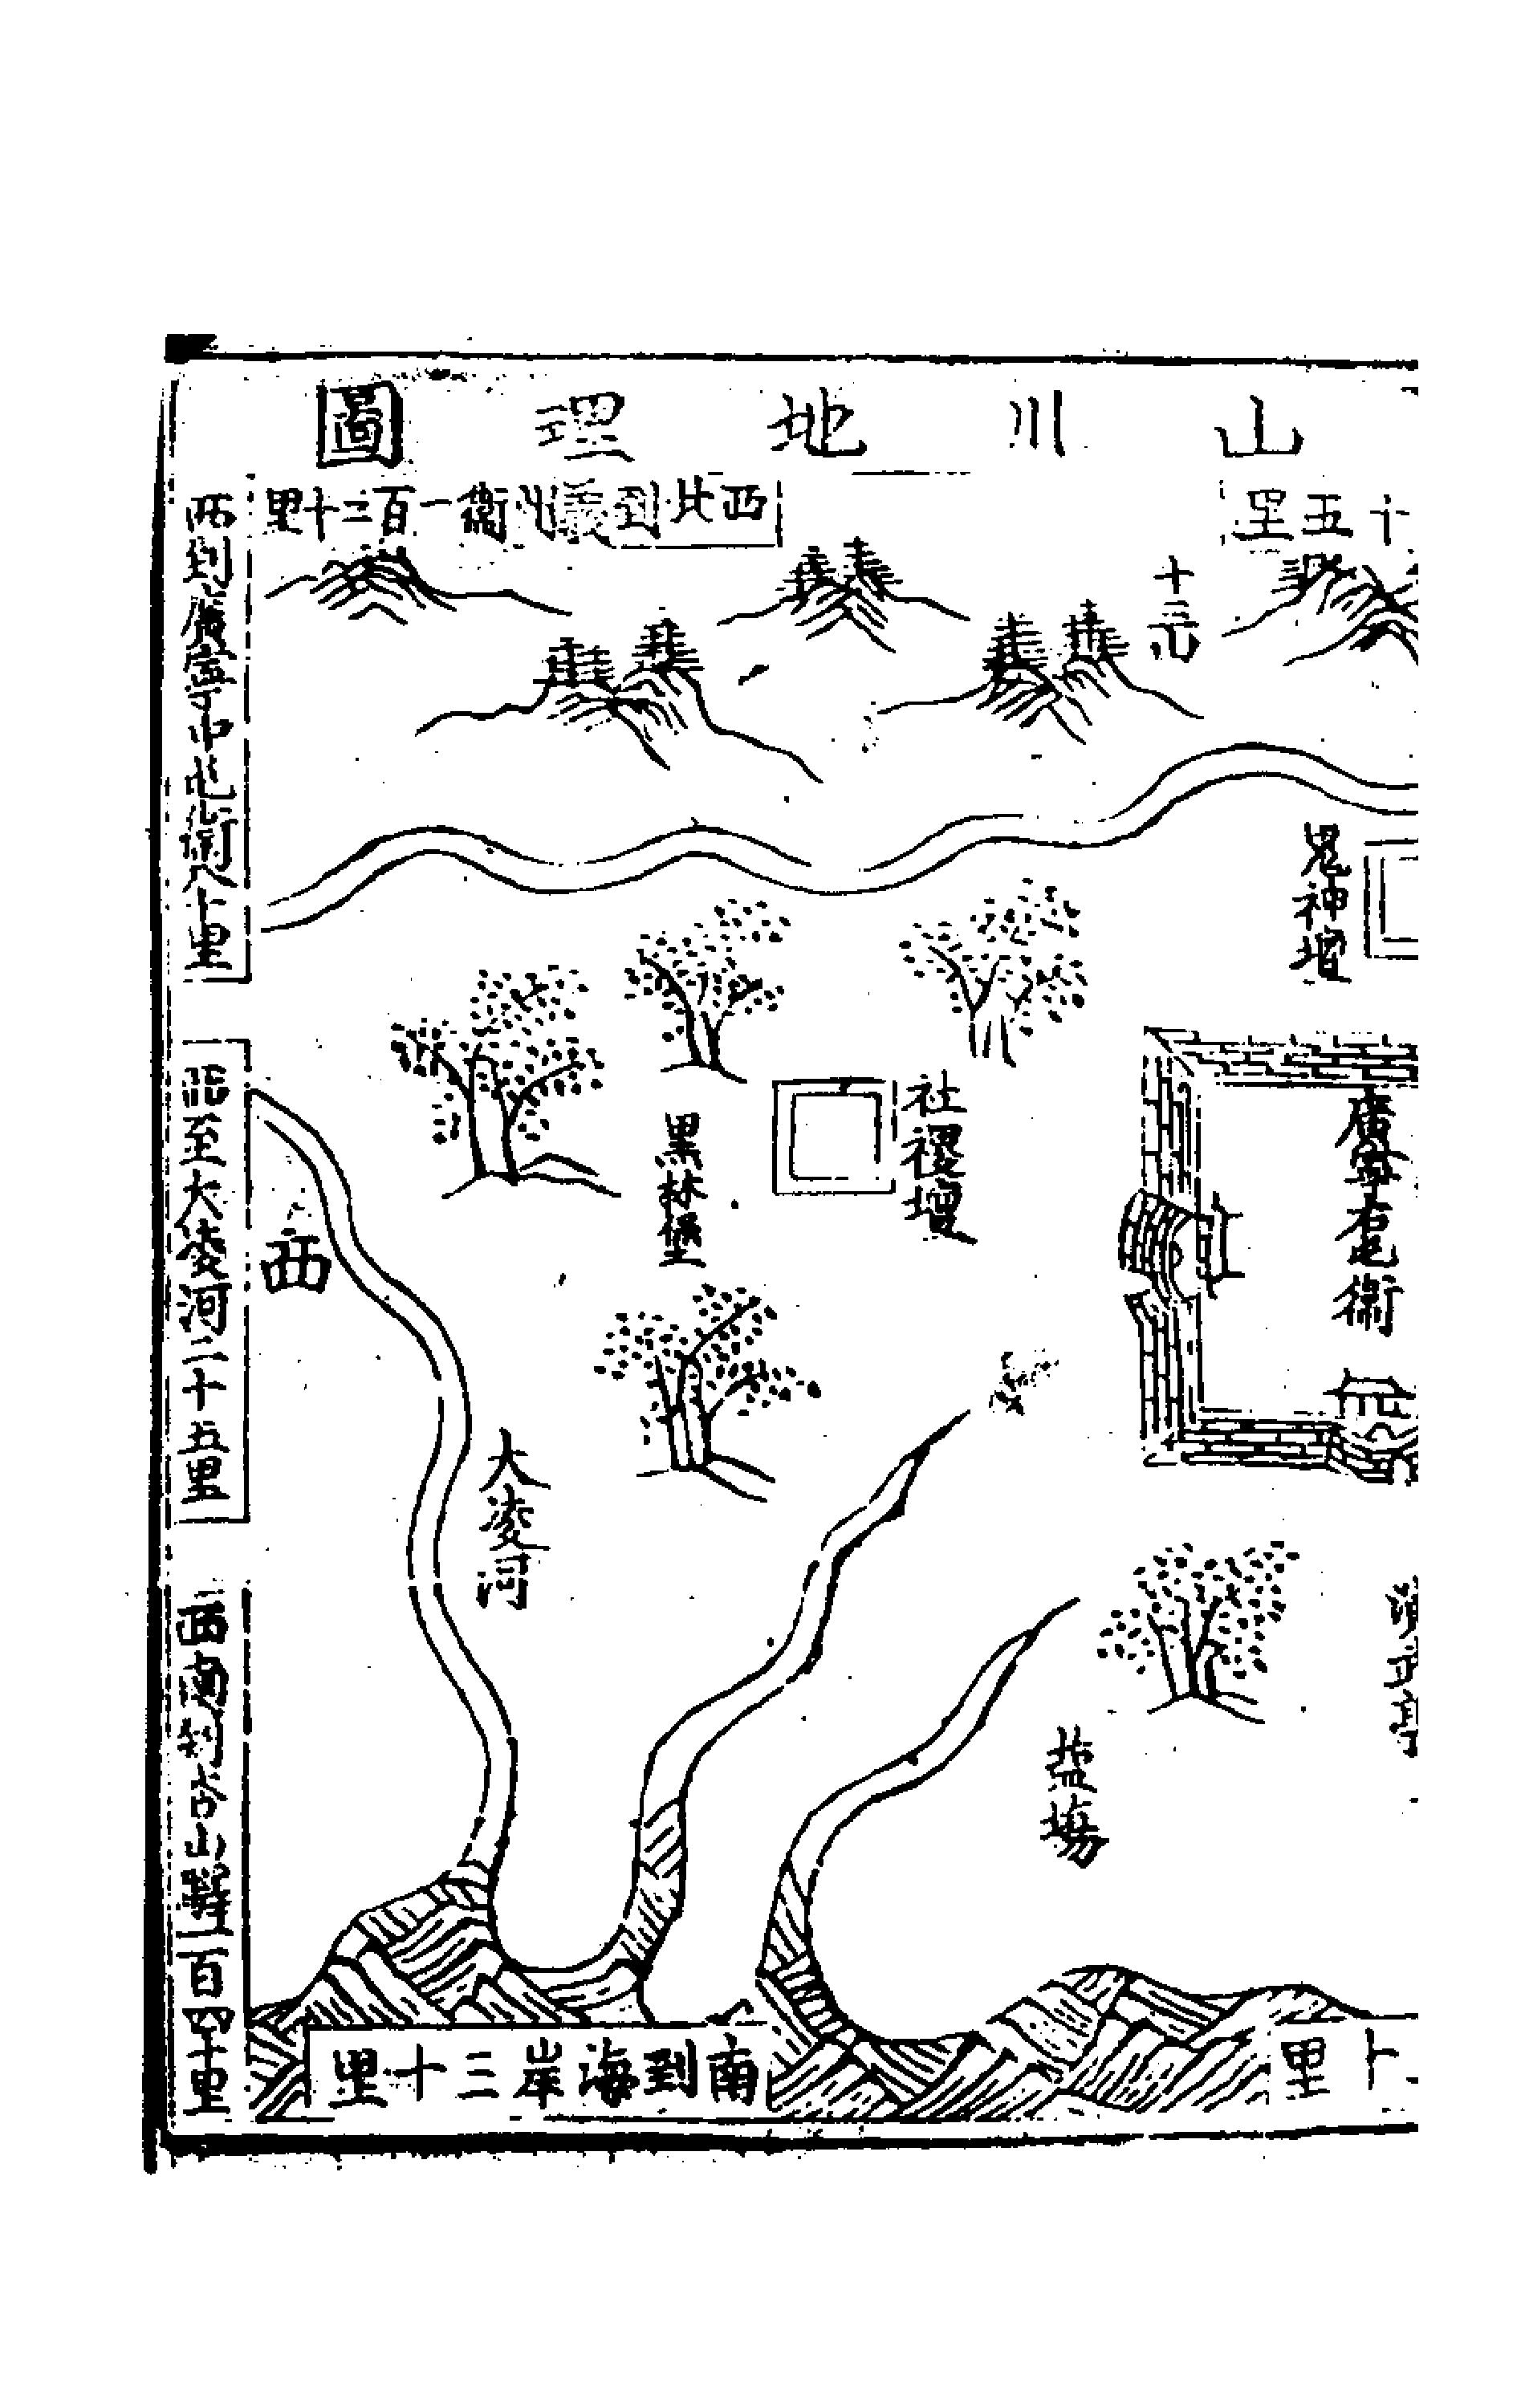 山川地理圖
十五里
西北到義州衛一百二十里
十三山
鬼神壇
廣寧右屯衛
社稷壇
黑林堡
西
大凌河
鹽場
西到廣寧中屯衛八十里
西至大凌河二十五里
西南到杏山驛一百四十里
南到海岸三十里
十里